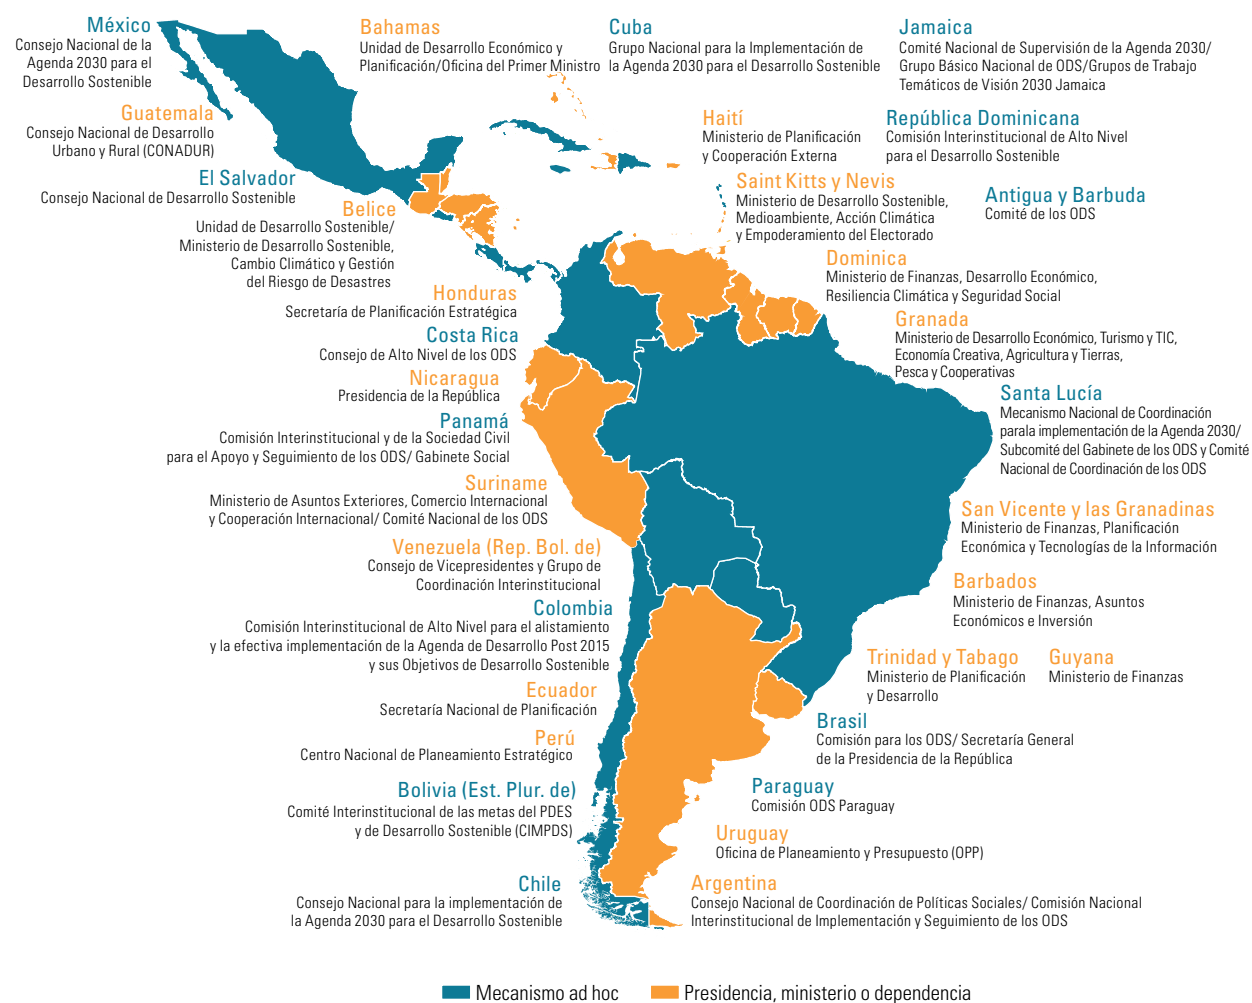 México
Consejo Nacional de la
Agenda 2030 para el
Desarrollo Sostenible
Bahamas
Unidad de Desarrollo Económico y
Planificación/Oficina del Primer Ministro
Cuba
Grupo Nacional para la Implementación de
la Agenda 2030 para el Desarrollo Sostenible
Jamaica
Comité Nacional de Supervisión de la Agenda 2030/
Grupo Básico Nacional de ODS/Grupos de Trabajo
Temáticos de Visión 2030 Jamaica
Guatemala
Consejo Nacional de Desarrollo
Urbano y Rural (CONADUR)
Haití
Ministerio de Planificación
y Cooperación Externa
República Dominicana
Comisión Interinstitucional de Alto Nivel
para el Desarrollo Sostenible
El Salvador
Consejo Nacional de Desarrollo Sostenible
Saint Kitts y Nevis
Ministerio de Desarrollo Sostenible,
Medioambiente, Acción Climática
y Empoderamiento del Electorado
Antigua y Barbuda
Comité de los ODS
Belice
Unidad de Desarrollo Sostenible/
Ministerio de Desarrollo Sostenible,
Cambio Climático y Gestión
del Riesgo de Desastres
Dominica
Ministerio de Finanzas, Desarrollo Económico,
Resiliencia Climática y Seguridad Social
Honduras
Secretaría de Planificación Estratégica
Granada
Ministerio de Desarrollo Económico, Turismo y TIC,
Economía Creativa, Agricultura y Tierras,
Pesca y Cooperativas
Costa Rica
Consejo de Alto Nivel de los ODS
Nicaragua
Presidencia de la República
Santa Lucía
Mecanismo Nacional de Coordinación
parala implementación de la Agenda 2030/
Subcomité del Gabinete de los ODS y Comité
Nacional de Coordinación de los ODS
Panamá
Comisión Interinstitucional y de la Sociedad Civil
para el Apoyo y Seguimiento de los ODS/ Gabinete Social
Suriname
Ministerio de Asuntos Exteriores, Comercio Internacional
y Cooperación Internacional/ Comité Nacional de los ODS
San Vicente y las Granadinas
Ministerio de Finanzas, Planificación
Económica y Tecnologías de la Información
Venezuela (Rep. Bol. de)
Consejo de Vicepresidentes y Grupo de
Coordinación Interinstitucional
Barbados
Ministerio de Finanzas, Asuntos
Económicos e Inversión
Colombia
Comisión Interinstitucional de Alto Nivel para el alistamiento
y la efectiva implementación de la Agenda de Desarrollo Post 2015
y sus Objetivos de Desarrollo Sostenible
Trinidad y Tabago
Ministerio de Planificación
y Desarrollo
Guyana
Ministerio de Finanzas
Ecuador
Secretaría Nacional de Planificación
Brasil
Comisión para los ODS/ Secretaría General
de la Presidencia de la República
Perú
Centro Nacional de Planeamiento Estratégico
Bolivia (Est. Plur. de)
Comité Interinstitucional de las metas del PDES
y de Desarrollo Sostenible (CIMPDS)
Paraguay
Comisión ODS Paraguay
Uruguay
Oficina de Planeamiento y Presupuesto (OPP)
Chile
Consejo Nacional para la implementación de
la Agenda 2030 para el Desarrollo Sostenible
Argentina
Consejo Nacional de Coordinación de Políticas Sociales/ Comisión Nacional
Interinstitucional de Implementación y Seguimiento de los ODS
Mecanismo ad hoc
Presidencia, ministerio o dependencia